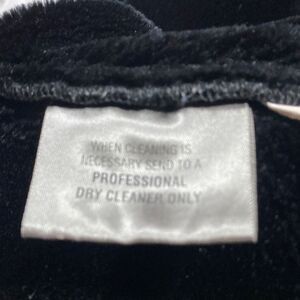 WHEN CLEANING IS
NECESSARY SEND TO A
PROFESSIONAL
DRY CLEANER ONLY